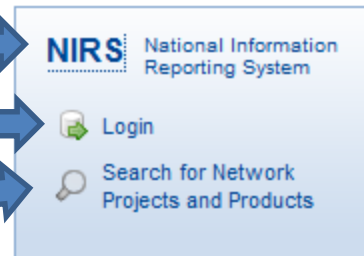 NIRS National Information
Reporting System
Login
Search for Network
Projects and Products